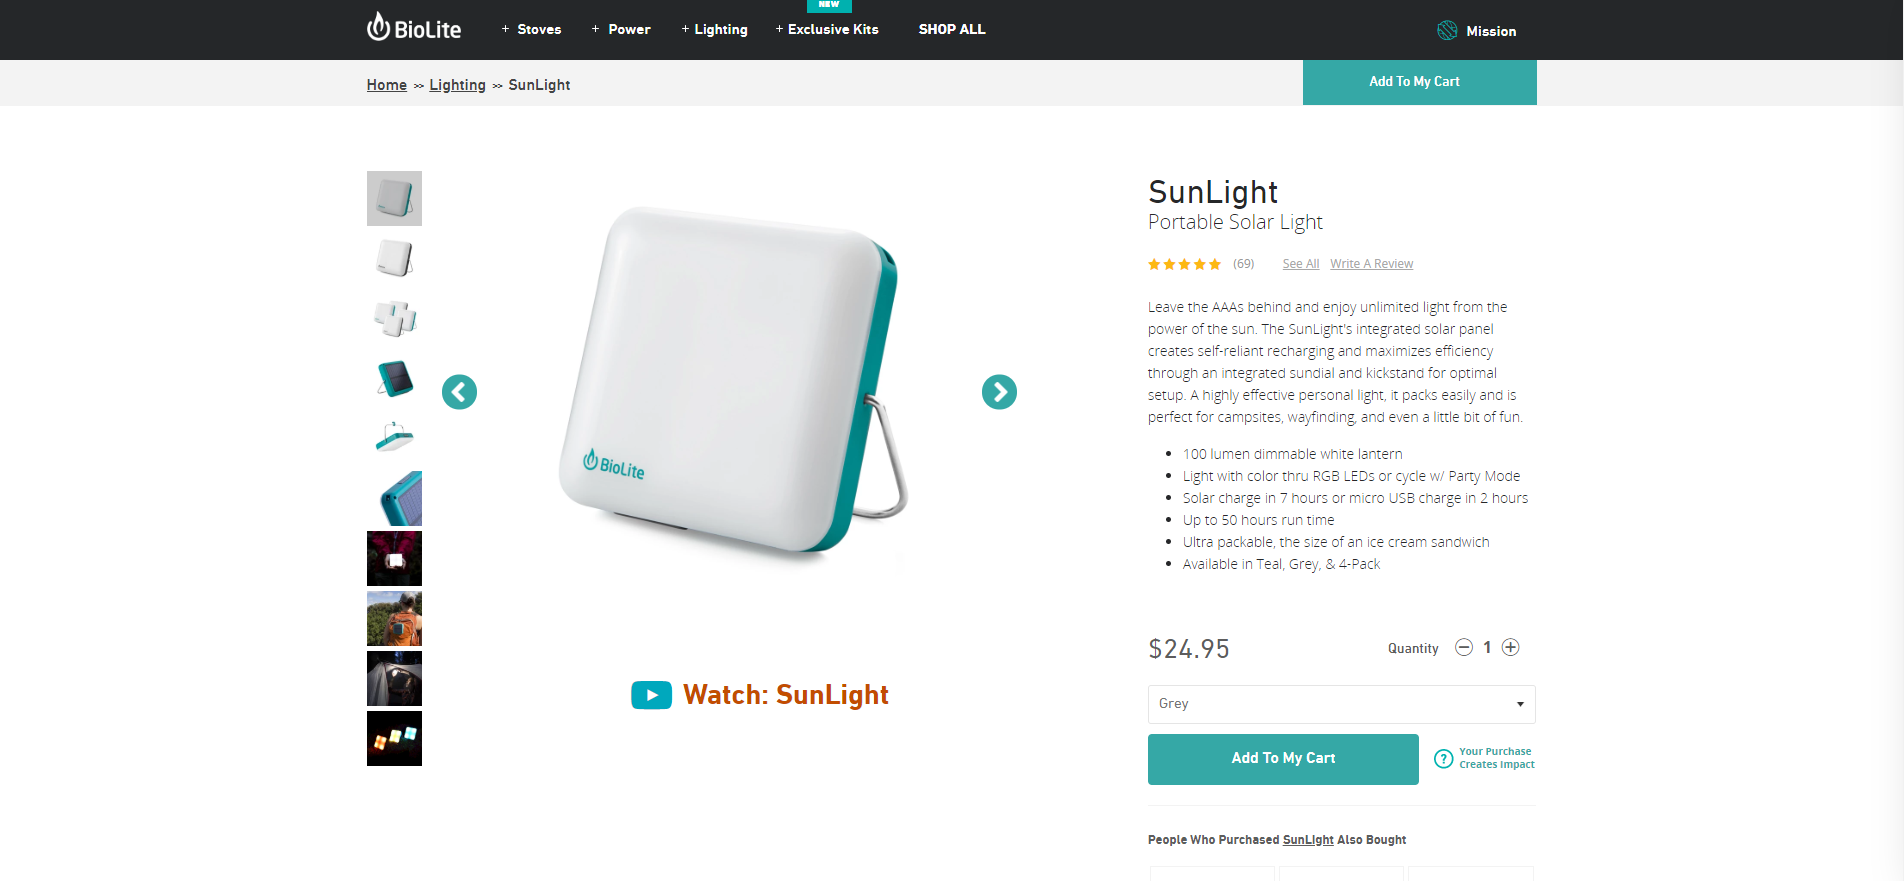 NEW
BioLite
+ Stoves + Power + Lighting + Exclusive Kits SHOP ALL Mission
Home >> Lighting >> SunLight
Add To My Cart
SunLight
Portable Solar Light
(69) See All Write A Review
Leave the AAAs behind and enjoy unlimited light from the
power of the sun. The SunLight's integrated solar panel
creates self-reliant recharging and maximizes efficiency
through an integrated sundial and kickstand for optimal
setup. A highly effective personal light, it packs easily and is
perfect for campsites, wayfinding, and even a little bit of fun.
• 100 lumen dimmable white lantern
• Light with color thru RGB LEDs or cycle w/ Party Mode
• Solar charge in 7 hours or micro USB charge in 2 hours
• Up to 50 hours run time
• Ultra packable, the size of an ice cream sandwich
• Available in Teal, Grey, & 4-Pack
BioLite
$24.95 Quantity 1
Watch: SunLight
Grey
Add To My Cart
? Your Purchase
Creates Impact
People Who Purchased SunLight Also Bought